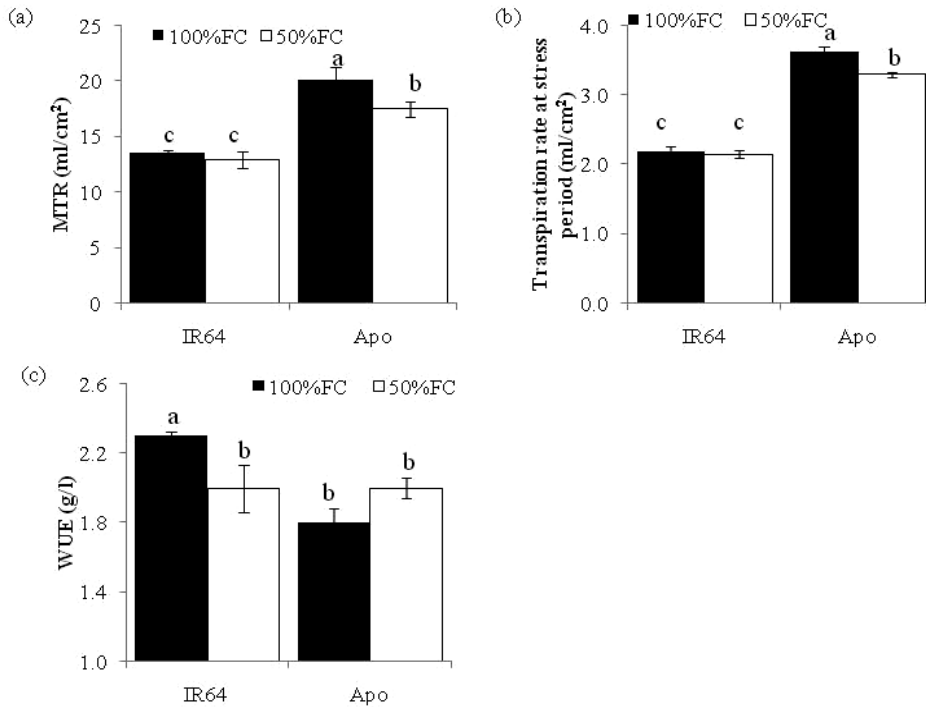 (a)
25
20
15
10
5
0
MTR (ml/cm²)
100%FC 50%FC
c c a b
IR64 Apo
(b)
4.0
3.0
2.0
1.0
0.0
Transpiration rate at stress
period (ml/cm²)
100%FC 50%FC
c c a b
IR64 Apo
(c)
2.6
2.2
1.8
1.4
1.0
WUE (g/l)
100%FC 50%FC
a b b b
IR64 Apo